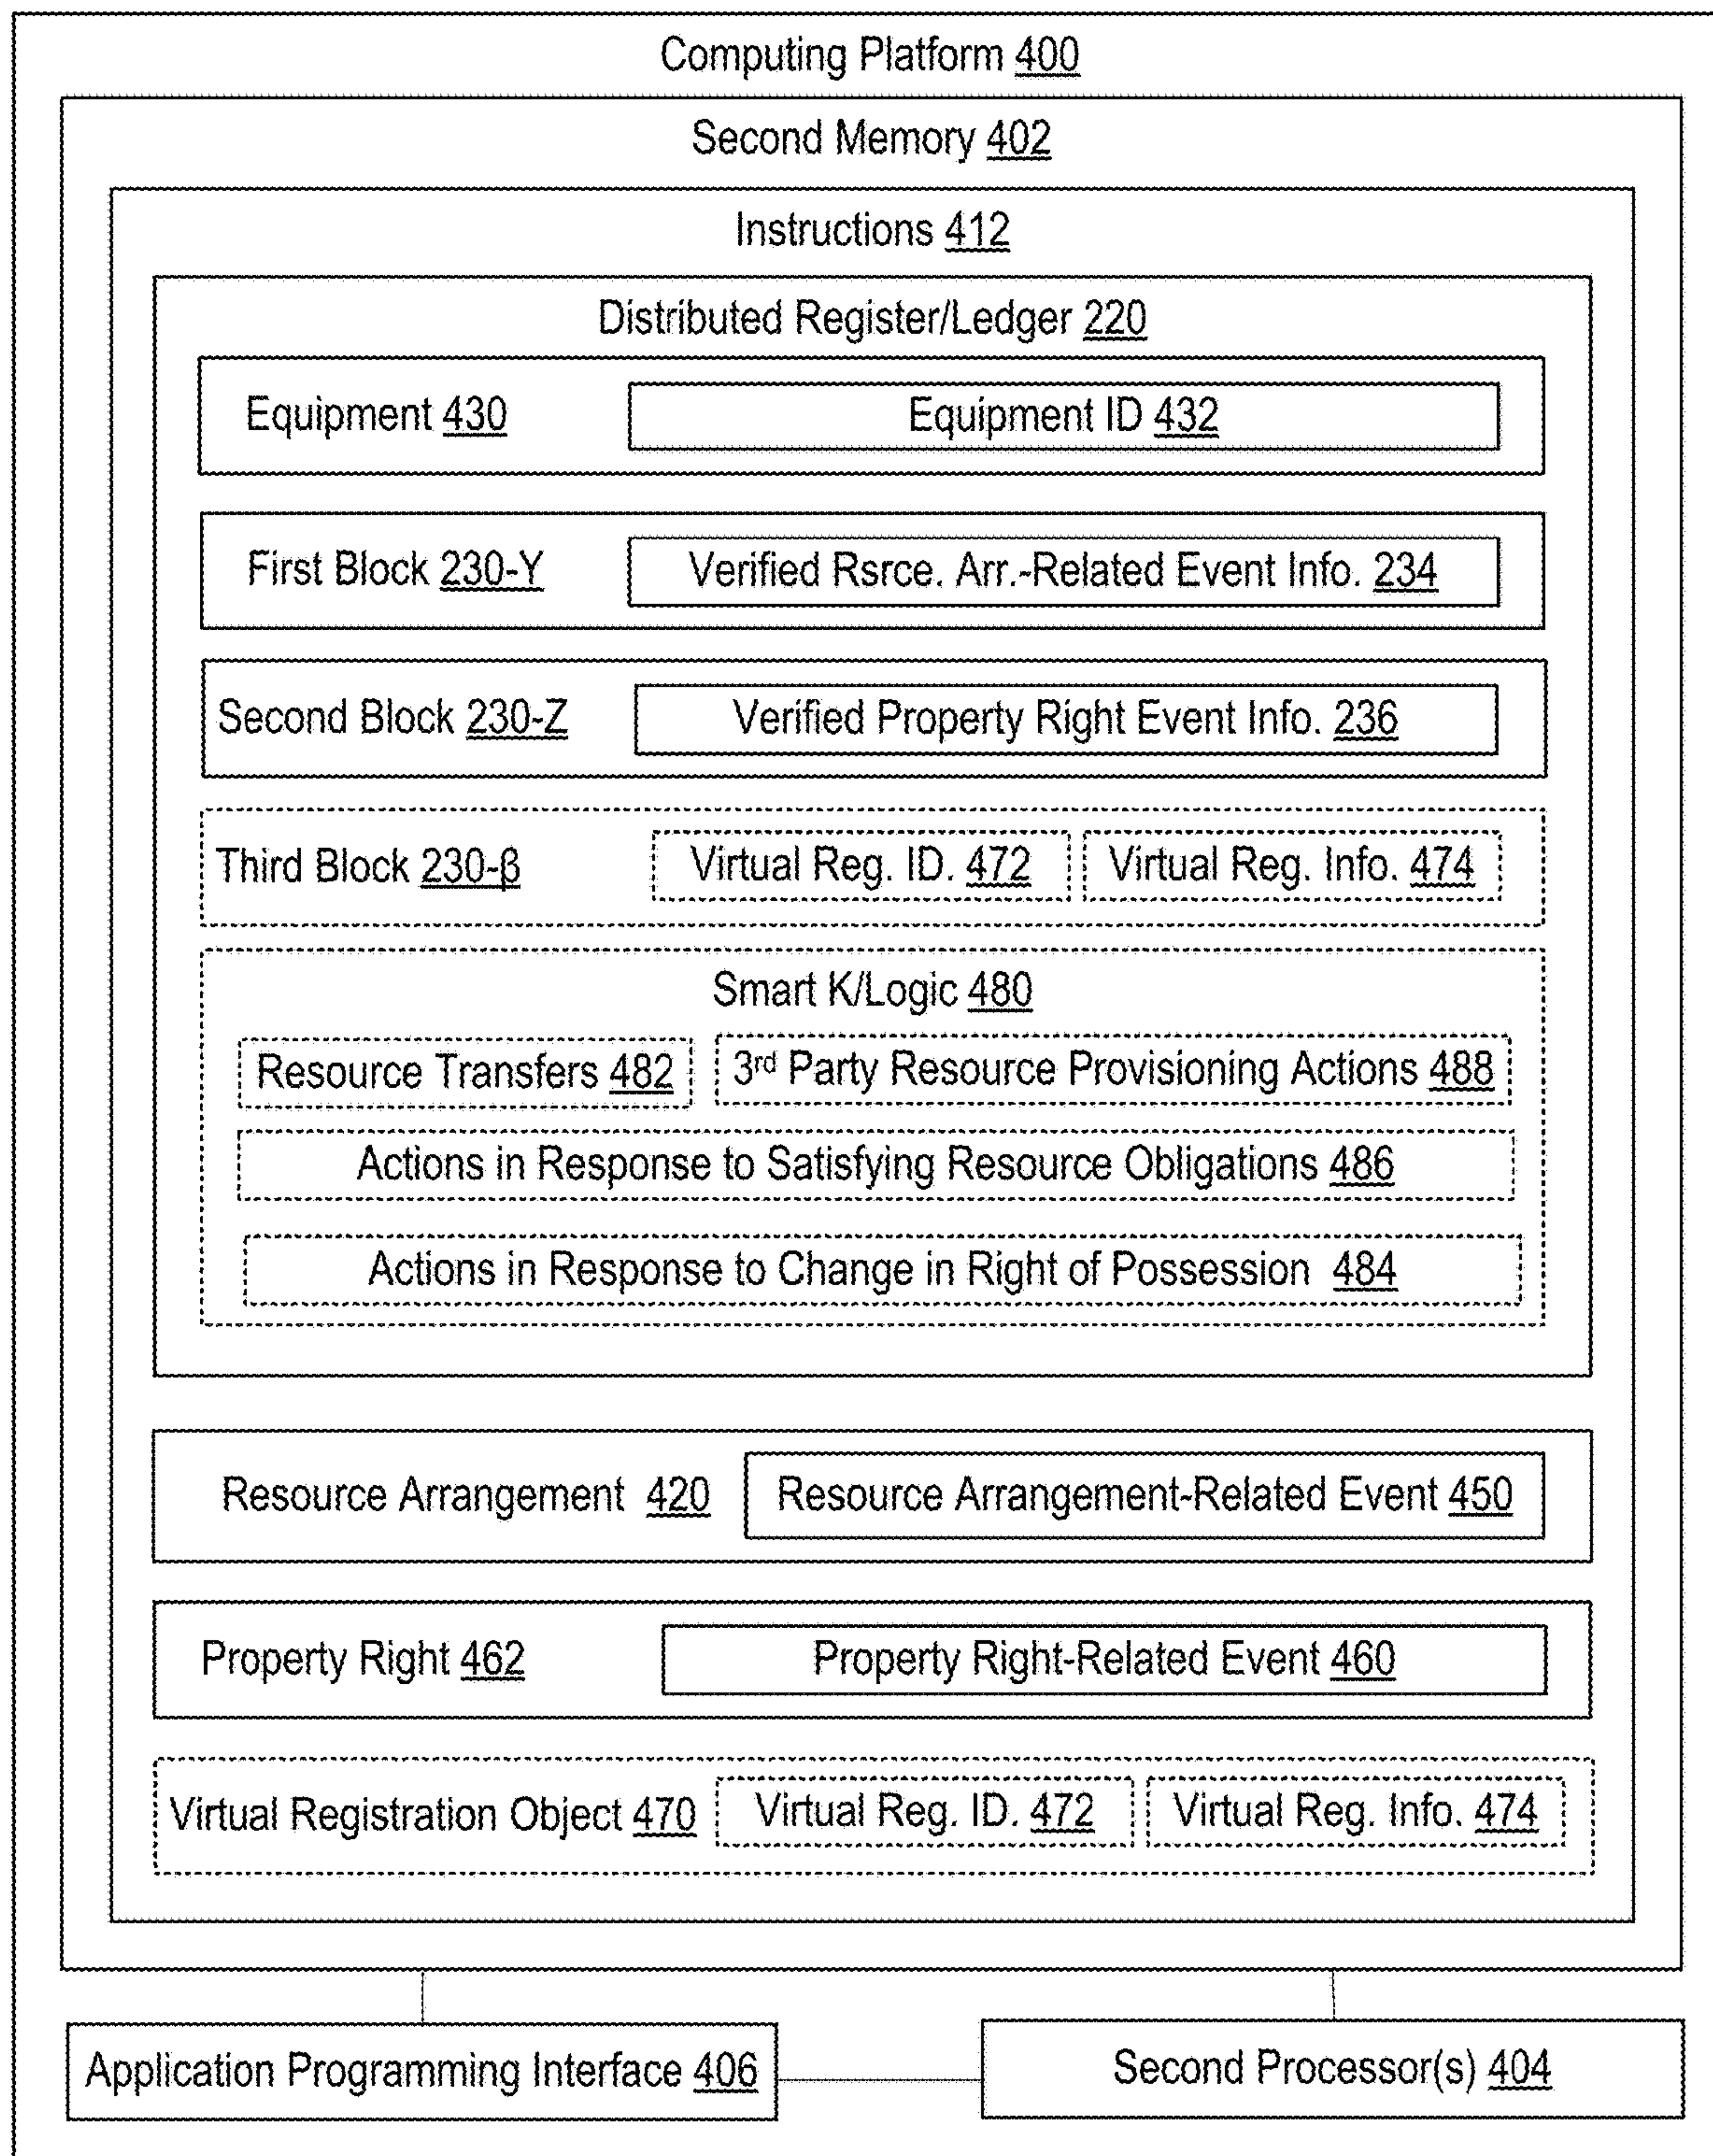 Computing Platform 400
Second Memory 402
Instructions 412
Distributed Register/Ledger 220
Equipment 430 Equipment ID 432
First Block 230-Y Verified Rsrce. Arr.-Related Event Info. 234
Second Block 230-Z Verified Property Right Event Info. 236
Third Block 230-β Virtual Reg. ID. 472 Virtual Reg. Info. 474
Smart K/Logic 480
Resource Transfers 482 3rd Party Resource Provisioning Actions 488
Actions in Response to Satisfying Resource Obligations 486
Actions in Response to Change in Right of Possession 484
Resource Arrangement 420 Resource Arrangement-Related Event 450
Property Right 462 Property Right-Related Event 460
Virtual Registration Object 470 Virtual Reg. ID. 472 Virtual Reg. Info. 474
Application Programming Interface 406 Second Processor(s) 404